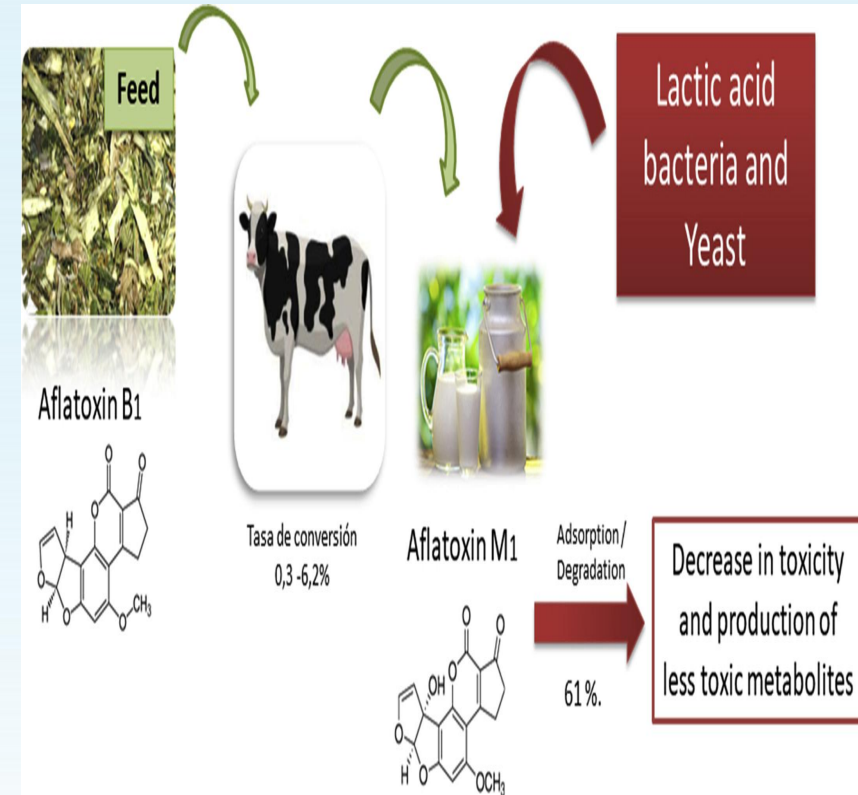 Feed
Lactic acid
bacteria and
Yeast
Aflatoxin B1
H
O
O
O
O
H
O
O
CH3
Tasa de conversión
0,3 -6,2%
Aflatoxin M1
O
O
O
OH
O
H
O
OCH3
Adsorption/
Degradation
61%.
Decrease in toxicity
and production of
less toxic metabolites